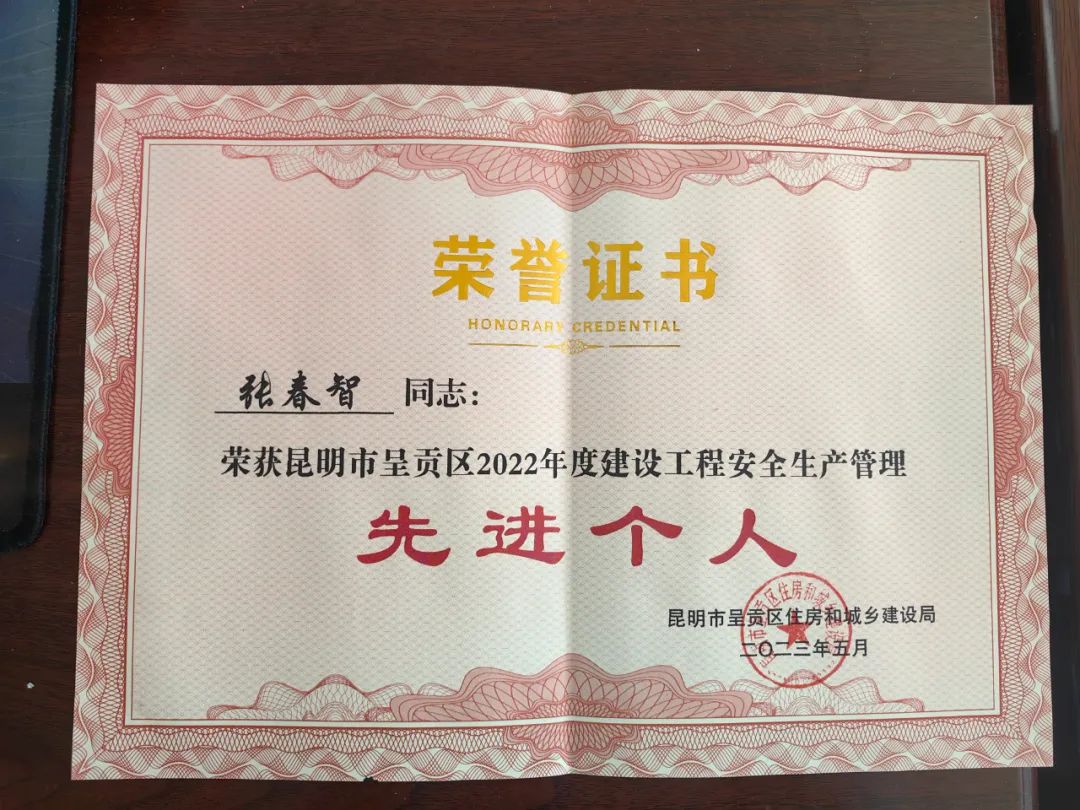 荣誉证书
HONORARY CREDENTIAL
张春智 同志：
荣获昆明市呈贡区2022年度建设工程安全生产管理
先进个人
昆明市呈贡区住房和城乡建设局
二〇二三年五月